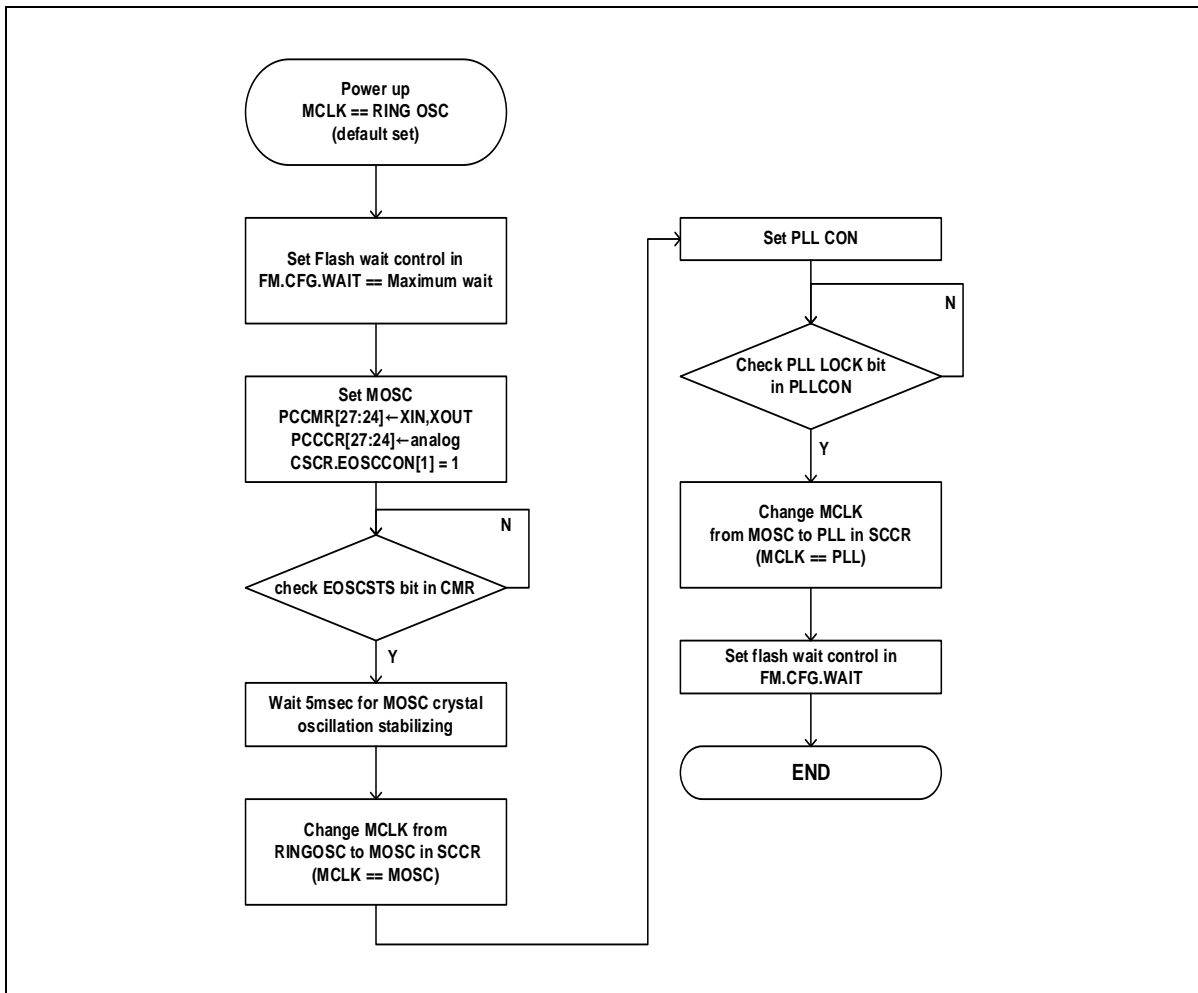 Power up
MCLK == RING OSC
(default set)
Set Flash wait control in
FM.CFG.WAIT == Maximum wait
Set MOSC
PCCMR[27:24]←XIN,XOUT
PCCCR[27:24]←analog
CSCR.EOSCCON[1] = 1
N
check EOSCSTS bit in CMR
Y
Wait 5msec for MOSC crystal
oscillation stabilizing
Change MCLK from
RINGOSC to MOSC in SCCR
(MCLK == MOSC)
Set PLL CON
N
Check PLL LOCK bit
in PLLCON
Y
Change MCLK
from MOSC to PLL in SCCR
(MCLK == PLL)
Set flash wait control in
FM.CFG.WAIT
END